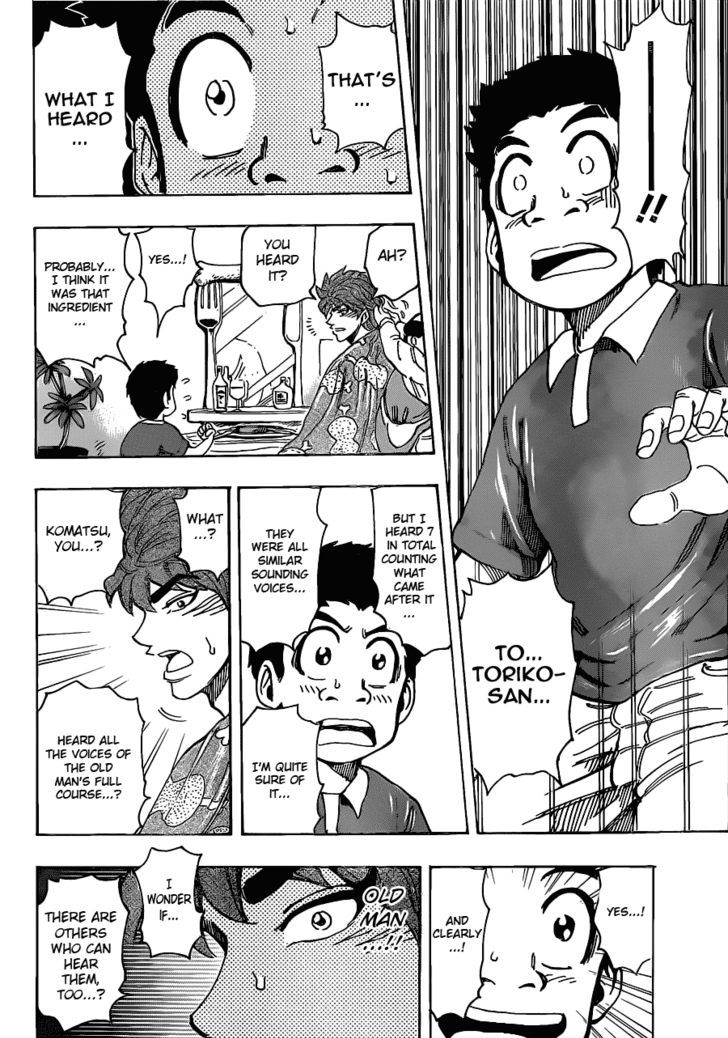 !!
TO...
TORIKO-
SAN...
THAT'S
...
WHAT I
HEARD
...
AH?
YOU
HEARD
IT?
YES...!
PROBABLY...
I THINK IT
WAS THAT
INGREDIENT
...
BUT I
HEARD 7
IN TOTAL
COUNTING
WHAT
CAME
AFTER IT
...
THEY
WERE ALL
SIMILAR
SOUNDING
VOICES...
I'M QUITE
SURE OF
IT...
WHAT
...?
KOMATSU,
YOU...?
HEARD ALL
THE VOICES
OF THE OLD
MAN'S FULL
COURSE...?
YES...!
AND
CLEARLY
...!
OLD
MAN
...!!
I
WONDER
IF...
THERE ARE
OTHERS
WHO CAN
HEAR
THEM,
TOO...?